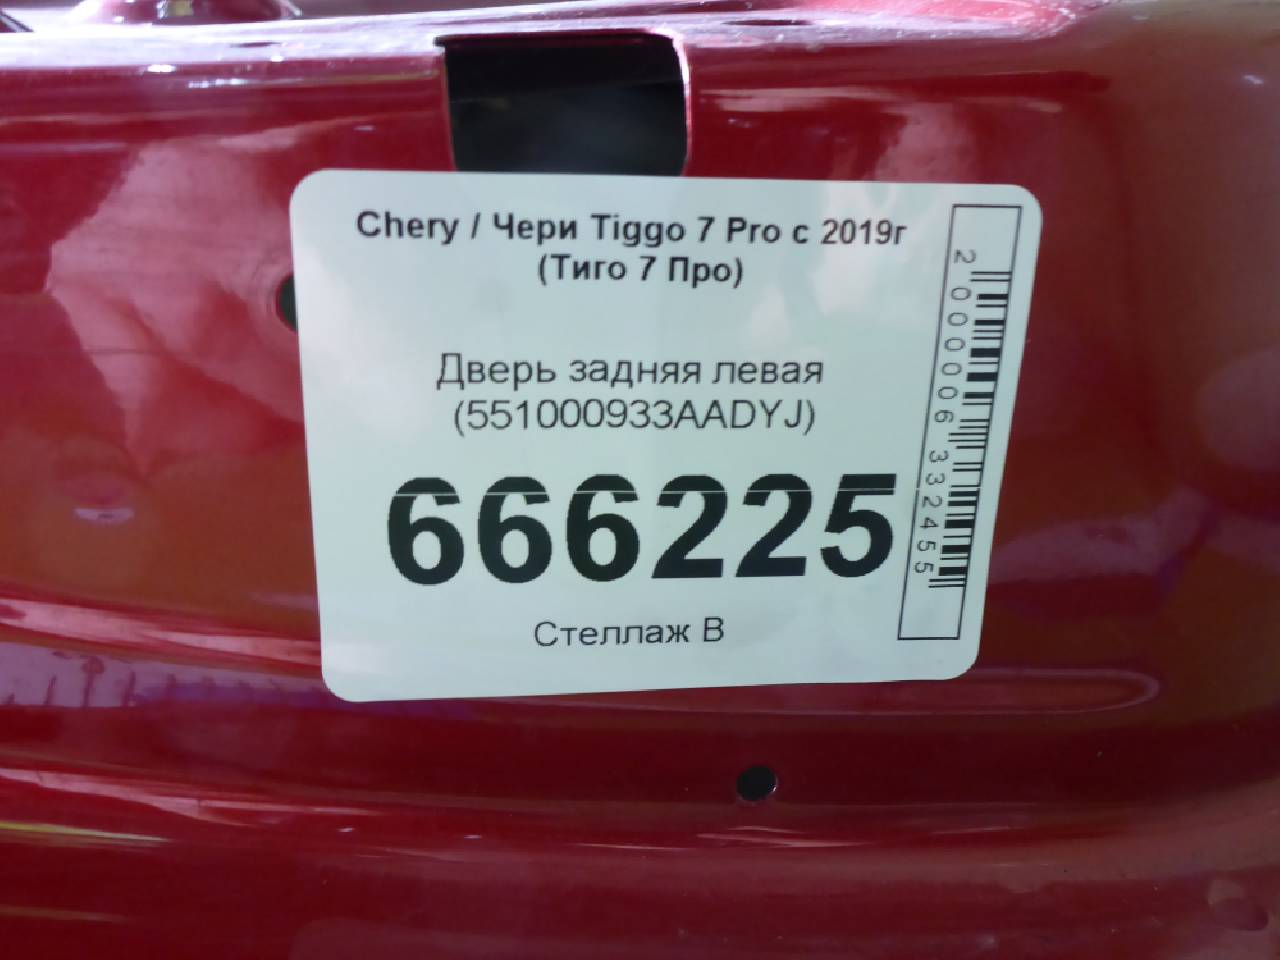 Chery / Чери Tiggo 7 Pro с 2019г
(Тиго 7 Про)
Дверь задняя левая
(551000933AADYJ)
666225
Стеллаж В
2000006332455